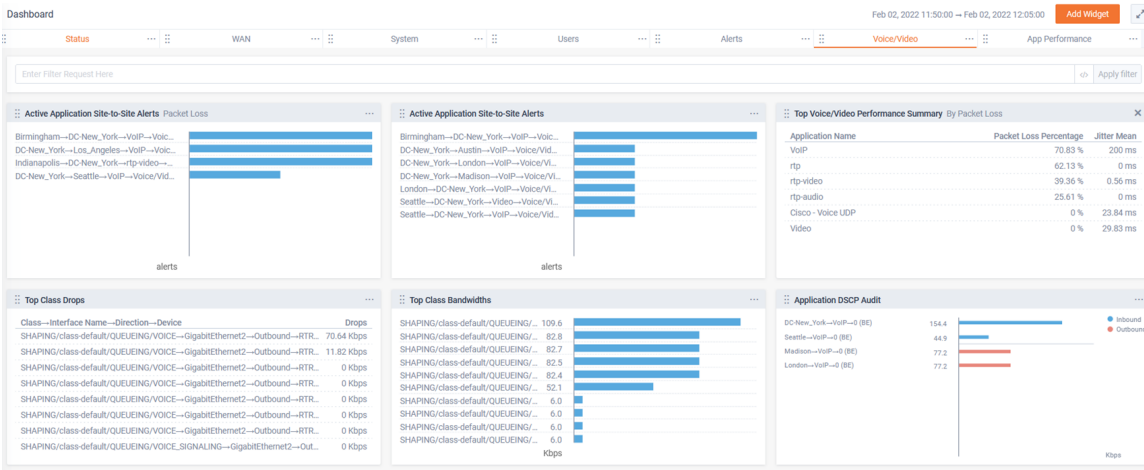 Dashboard
Feb 02, 2022 11:50:00 → Feb 02, 2022 12:05:00
Add Widget
Status
WAN
System
Users
Alerts
Voice/Video
App Performance
Enter Filter Request Here
</>
Apply filter
Active Application Site-to-Site Alerts Packet Loss
Birmingham→DC-New_York→VoIP→Voic...
DC-New_York→Los_Angeles→VoIP→Voic...
Indianapolis→DC-New_York→rtp-video→...
DC-New_York→Seattle→VoIP→Voice/Vid...
alerts
Active Application Site-to-Site Alerts
Birmingham→DC-New_York→VoIP→Voic...
DC-New_York→Austin→VoIP→Voice/Vid...
DC-New_York→London→VoIP→Voice/Vi...
DC-New_York→Madison→VoIP→Voice/Vi...
London→DC-New_York→VoIP→Voice/Vi...
Seattle→DC-New_York→Video→Voice/Vi...
Seattle→DC-New_York→VoIP→Voice/Vid...
alerts
Top Voice/Video Performance Summary By Packet Loss
Application Name Packet Loss Percentage Jitter Mean
VoIP 70.83 % 200 ms
rtp 62.13 % 0 ms
rtp-video 39.36 % 0.56 ms
rtp-audio 25.61 % 0 ms
Cisco - Voice UDP 0 % 23.84 ms
Video 0 % 29.83 ms
Top Class Drops
Class→Interface Name→Direction→Device Drops
SHAPING/class-default/QUEUEING/VOICE→GigabitEthernet2→Outbound→RTR... 70.64 Kbps
SHAPING/class-default/QUEUEING/VOICE→GigabitEthernet2→Outbound→RTR... 11.82 Kbps
SHAPING/class-default/QUEUEING/VOICE→GigabitEthernet2→Outbound→RTR... 0 Kbps
SHAPING/class-default/QUEUEING/VOICE→GigabitEthernet2→Outbound→RTR... 0 Kbps
SHAPING/class-default/QUEUEING/VOICE→GigabitEthernet2→Outbound→RTR... 0 Kbps
SHAPING/class-default/QUEUEING/VOICE→GigabitEthernet2→Outbound→RTR... 0 Kbps
SHAPING/class-default/QUEUEING/VOICE→GigabitEthernet2→Outbound→RTR... 0 Kbps
SHAPING/class-default/QUEUEING/VOICE_SIGNALING→GigabitEthernet2→Out... 0 Kbps
Top Class Bandwidths
SHAPING/class-default/QUEUEING/... 109.6
SHAPING/class-default/QUEUEING/... 82.8
SHAPING/class-default/QUEUEING/... 82.7
SHAPING/class-default/QUEUEING/... 82.5
SHAPING/class-default/QUEUEING/... 82.4
SHAPING/class-default/QUEUEING/... 52.1
SHAPING/class-default/QUEUEING/... 6.0
SHAPING/class-default/QUEUEING/... 6.0
SHAPING/class-default/QUEUEING/... 6.0
SHAPING/class-default/QUEUEING/... 6.0
Kbps
Application DSCP Audit
DC-New_York→VoIP→0 (BE) 154.4
Seattle→VoIP→0 (BE) 44.9
Madison→VoIP→0 (BE) 77.2
London→VoIP→0 (BE) 77.2
Inbound
Outbound
Kbps